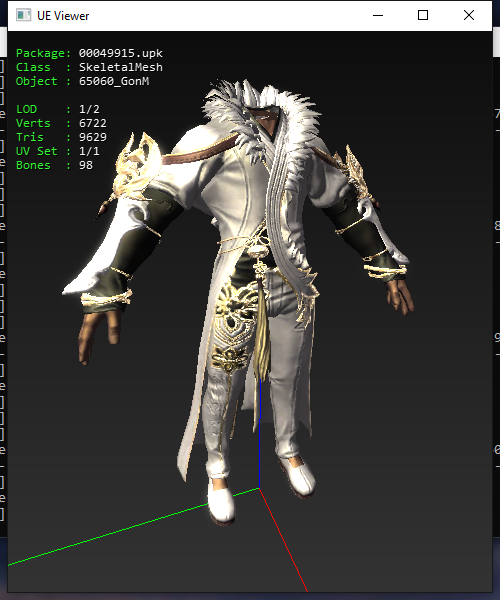 UE Viewer
Package: 00049915.upk
Class : SkeletalMesh
Object : 65060_GonM
LOD : 1/2
Verts : 6722
Tris : 9629
UV Set : 1/1
Bones : 98